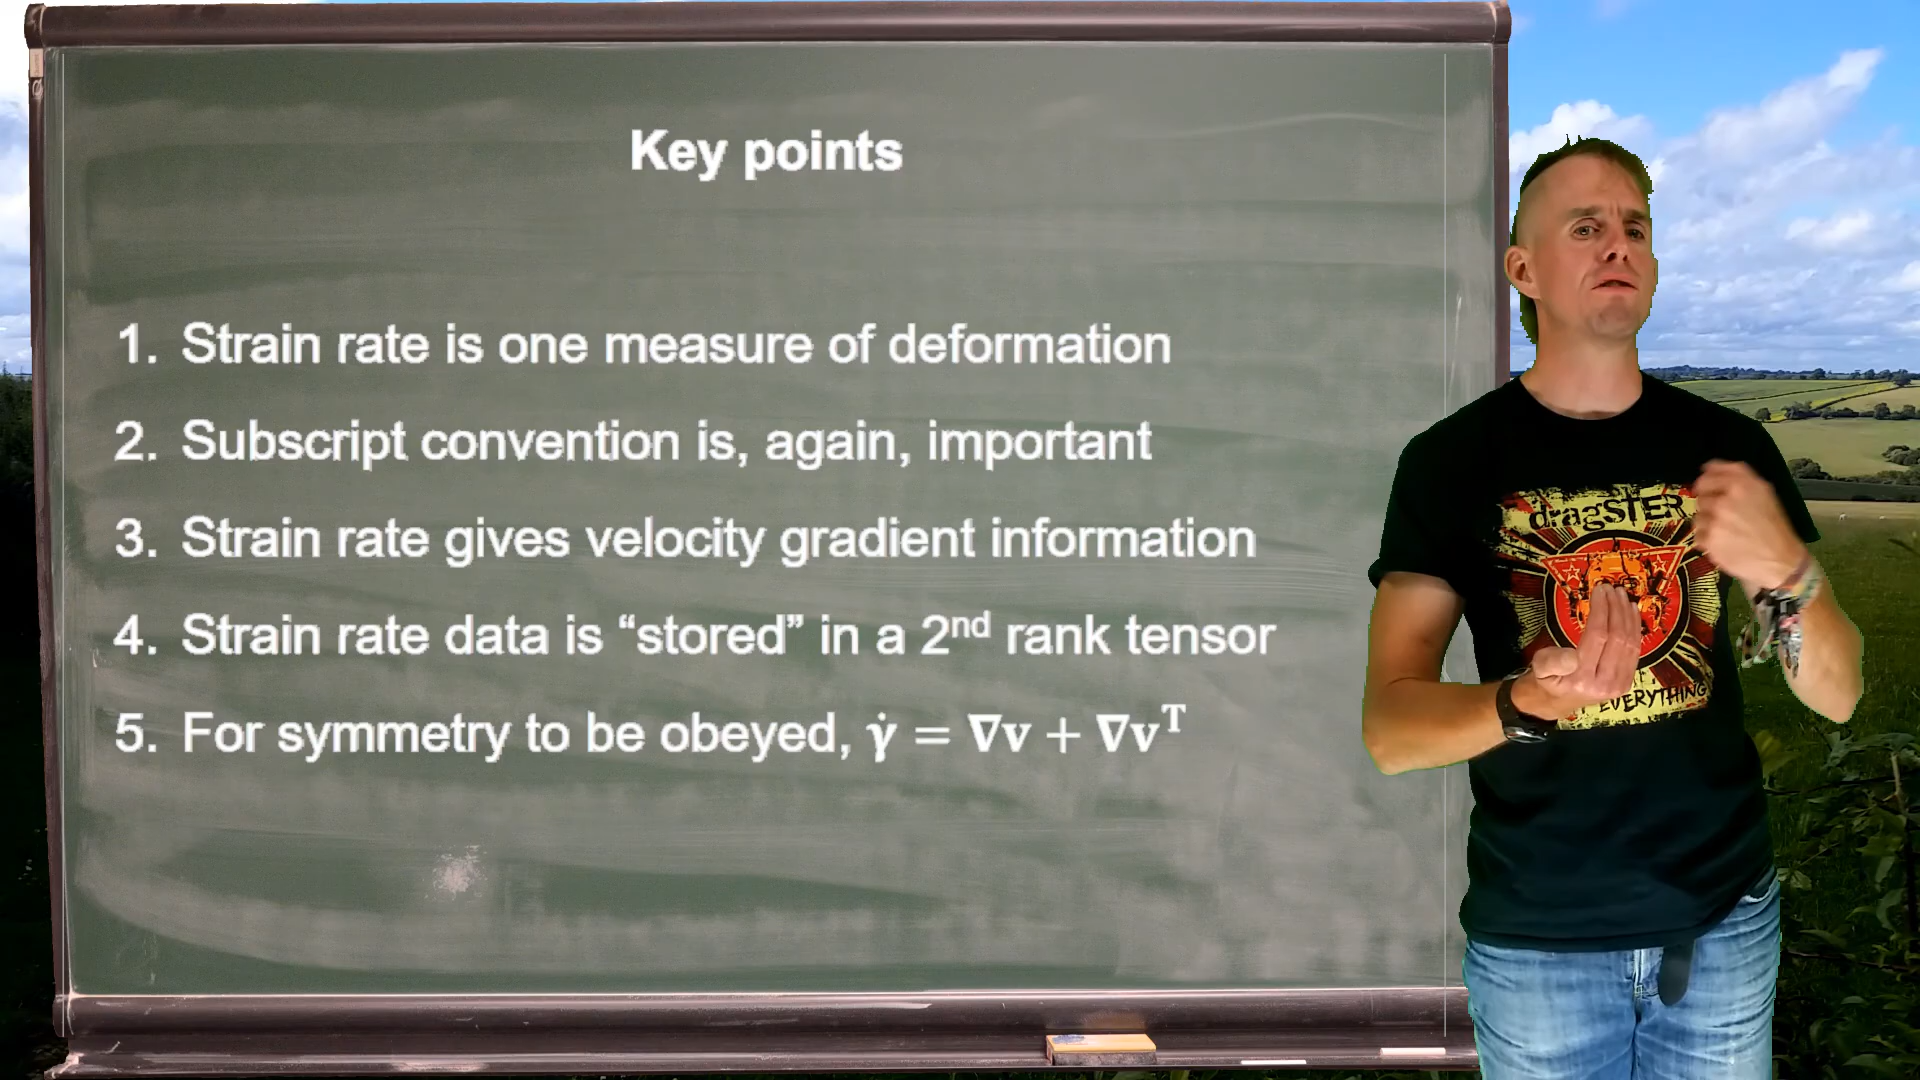 Key points
1. Strain rate is one measure of deformation
2. Subscript convention is, again, important
3. Strain rate gives velocity gradient information
4. Strain rate data is “stored” in a 2nd rank tensor
5. For symmetry to be obeyed, γ̇ = ∇v + ∇vᵀ
dragSTER
EVERYTHING